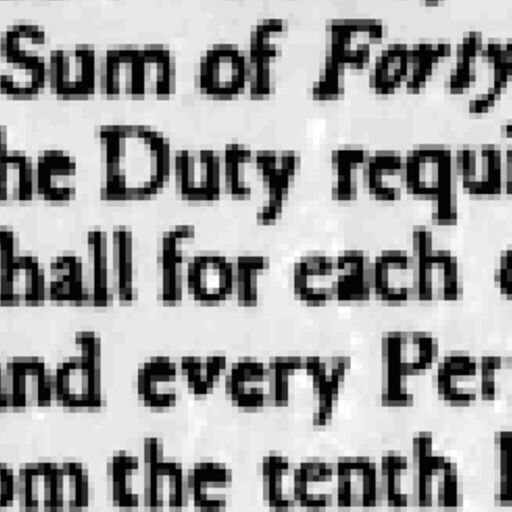 Sum of Forty
he Duty requi
hall for each
and every Per
om the tenth